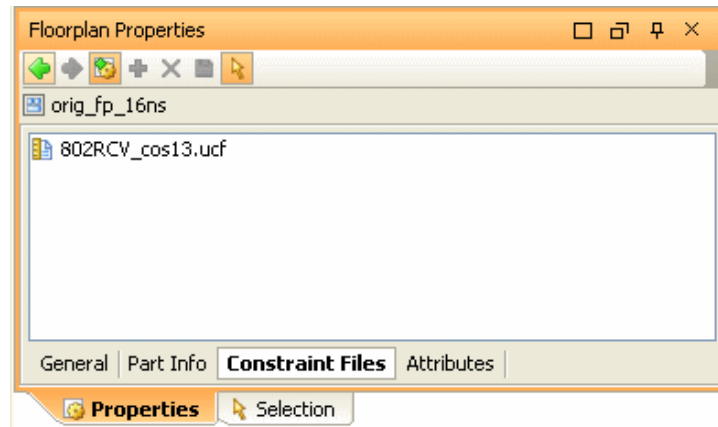 Floorplan Properties
orig_fp_16ns
802RCV_cos13.ucf
General Part Info Constraint Files Attributes
Properties Selection